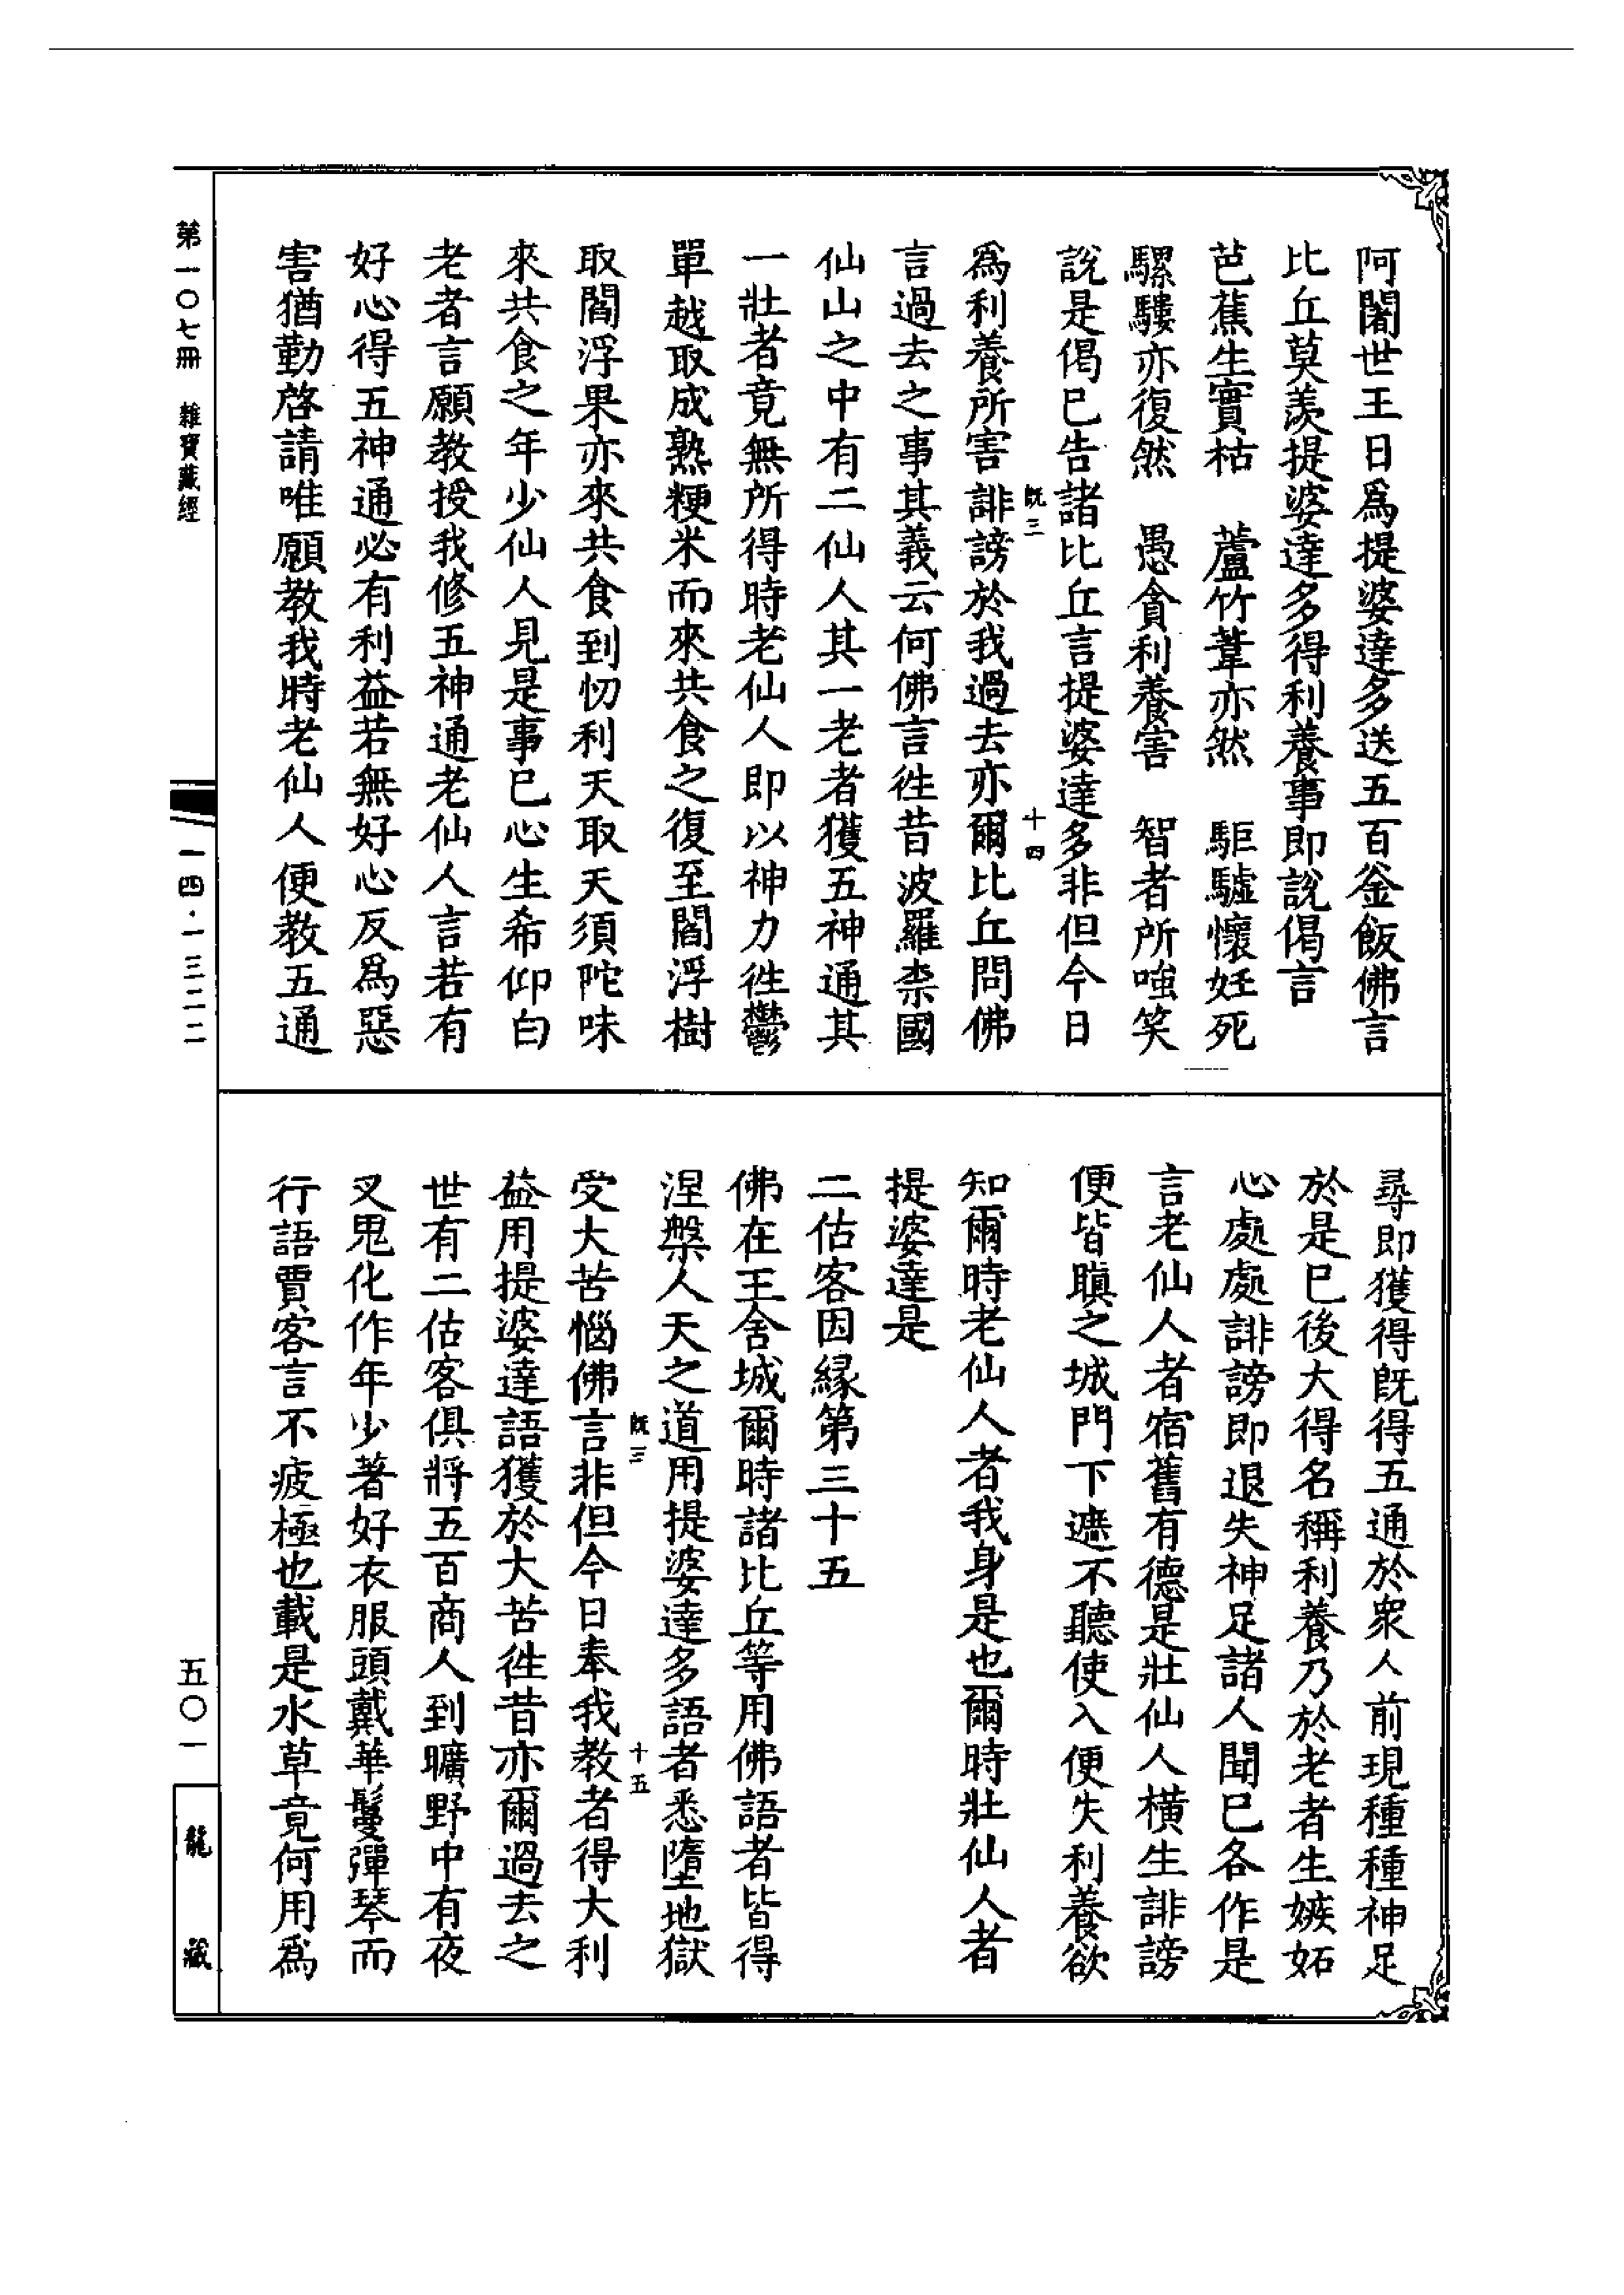 阿闍世王日爲提婆達多送五百釜飯佛言
比丘莫羨提婆達多得利養事即說偈言
芭蕉生實枯　蘆竹葦亦然　駏驉懷妊死
騾驢亦復然　愚貪利養害　智者所嗤笑
說是偈已告諸比丘言提婆達多非但今日
既三　十四
爲利養所害誹謗於我過去亦爾比丘問佛
言過去之事其義云何佛言徃昔波羅柰國
仙山之中有二仙人其一老者獲五神通其
一壯者竟無所得時老仙人即以神力徃鬱
單越取成熟粳米而來共食之復至閻浮樹
取閻浮果亦來共食到忉利天取天須陀味
來共食之年少仙人見是事已心生希仰白
老者言願教授我修五神通老仙人言若有
好心得五神通必有利益若無好心反爲惡
害猶勤啓請唯願教我時老仙人便教五通
尋即獲得既得五通於衆人前現種種神足
於是已後大得名稱利養乃於老者生嫉妬
心處處誹謗即退失神足諸人聞已各作是
言老仙人者宿舊有德是壯仙人橫生誹謗
便皆瞋之城門下遮不聽使入便失利養欲
知爾時老仙人者我身是也爾時壯仙人者
提婆達是
二估客因緣第三十五
佛在王舍城爾時諸比丘等用佛語者皆得
涅槃人天之道用提婆達多語者悉墮地獄
既三　十五
受大苦惱佛言非但今日奉我教者得大利
益用提婆達語獲於大苦徃昔亦爾過去之
世有二估客俱將五百商人到曠野中有夜
叉鬼化作年少著好衣服頭戴華鬘彈琴而
行語賈客言不疲極也載是水草竟何用爲
第一〇七冊　雜寶藏經
一四·一三二二
五〇一
龍藏